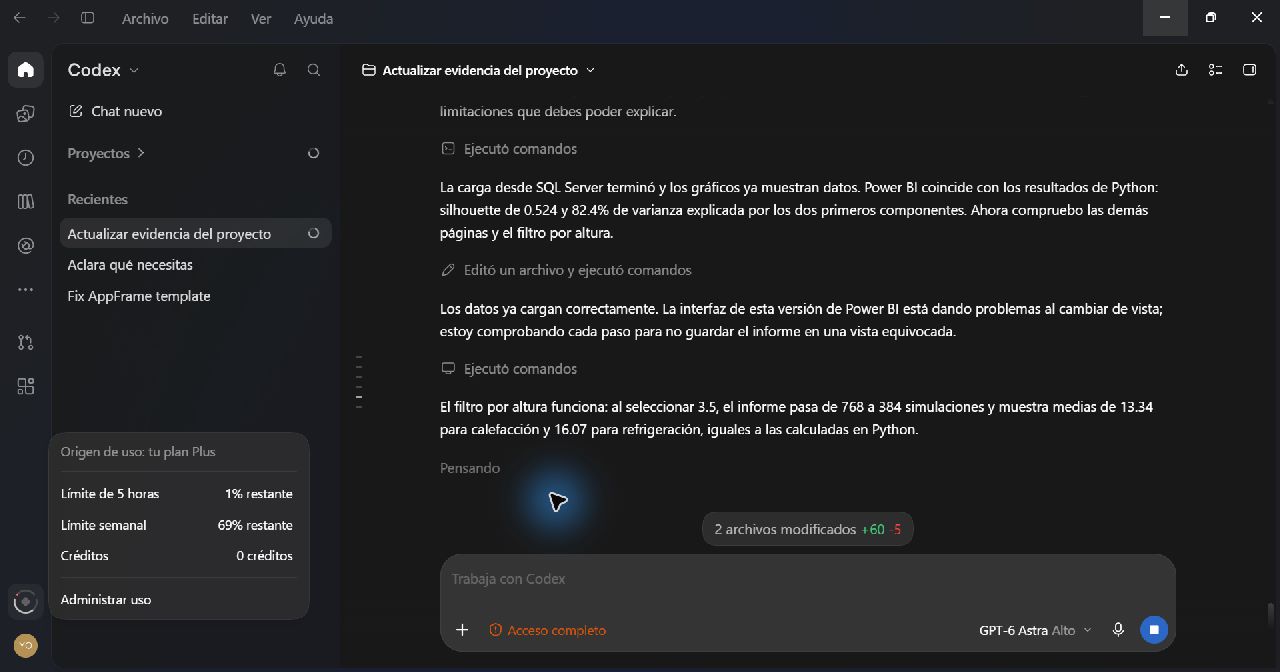 Archivo Editar Ver Ayuda
Codex
Chat nuevo
Proyectos
Recientes
Actualizar evidencia del proyecto
Aclara qué necesitas
Fix AppFrame template
Origen de uso: tu plan Plus
Límite de 5 horas 1% restante
Límite semanal 69% restante
Créditos 0 créditos
Administrar uso
YO
Actualizar evidencia del proyecto
limitaciones que debes poder explicar.
Ejecutó comandos
La carga desde SQL Server terminó y los gráficos ya muestran datos. Power BI coincide con los resultados de Python:
silhouette de 0.524 y 82.4% de varianza explicada por los dos primeros componentes. Ahora compruebo las demás
páginas y el filtro por altura.
Editó un archivo y ejecutó comandos
Los datos ya cargan correctamente. La interfaz de esta versión de Power BI está dando problemas al cambiar de vista;
estoy comprobando cada paso para no guardar el informe en una vista equivocada.
Ejecutó comandos
El filtro por altura funciona: al seleccionar 3.5, el informe pasa de 768 a 384 simulaciones y muestra medias de 13.34
para calefacción y 16.07 para refrigeración, iguales a las calculadas en Python.
Pensando
2 archivos modificados +60 -5
Trabaja con Codex
Acceso completo
GPT-6 Astra Alto